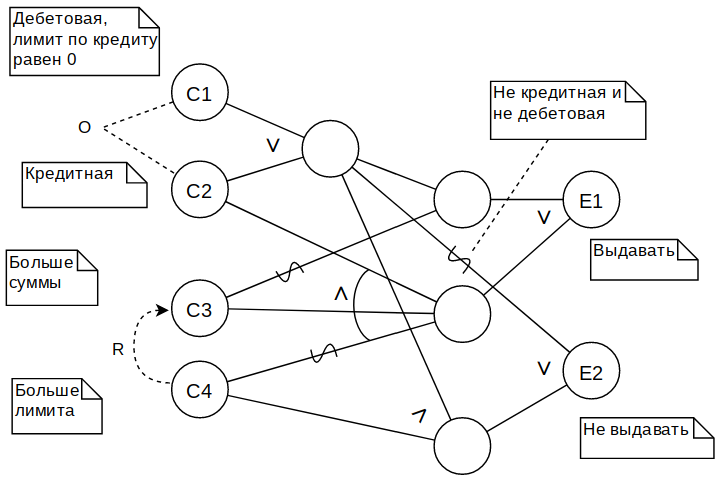 Дебетовая,
лимит по кредиту
равен 0
C1
O
V
C2
Кредитная
Не кредитная и
не дебетовая
E1
V
Выдавать
Больше
суммы
C3
V
R
C4
Больше
лимита
V
V
E2
Не выдавать